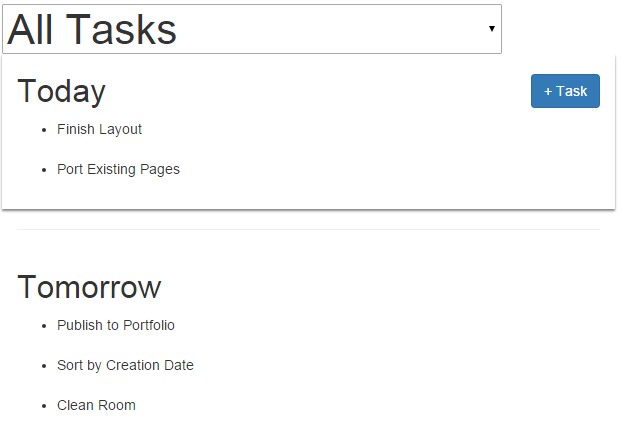 All Tasks
Today
+ Task
Finish Layout
Port Existing Pages
Tomorrow
Publish to Portfolio
Sort by Creation Date
Clean Room